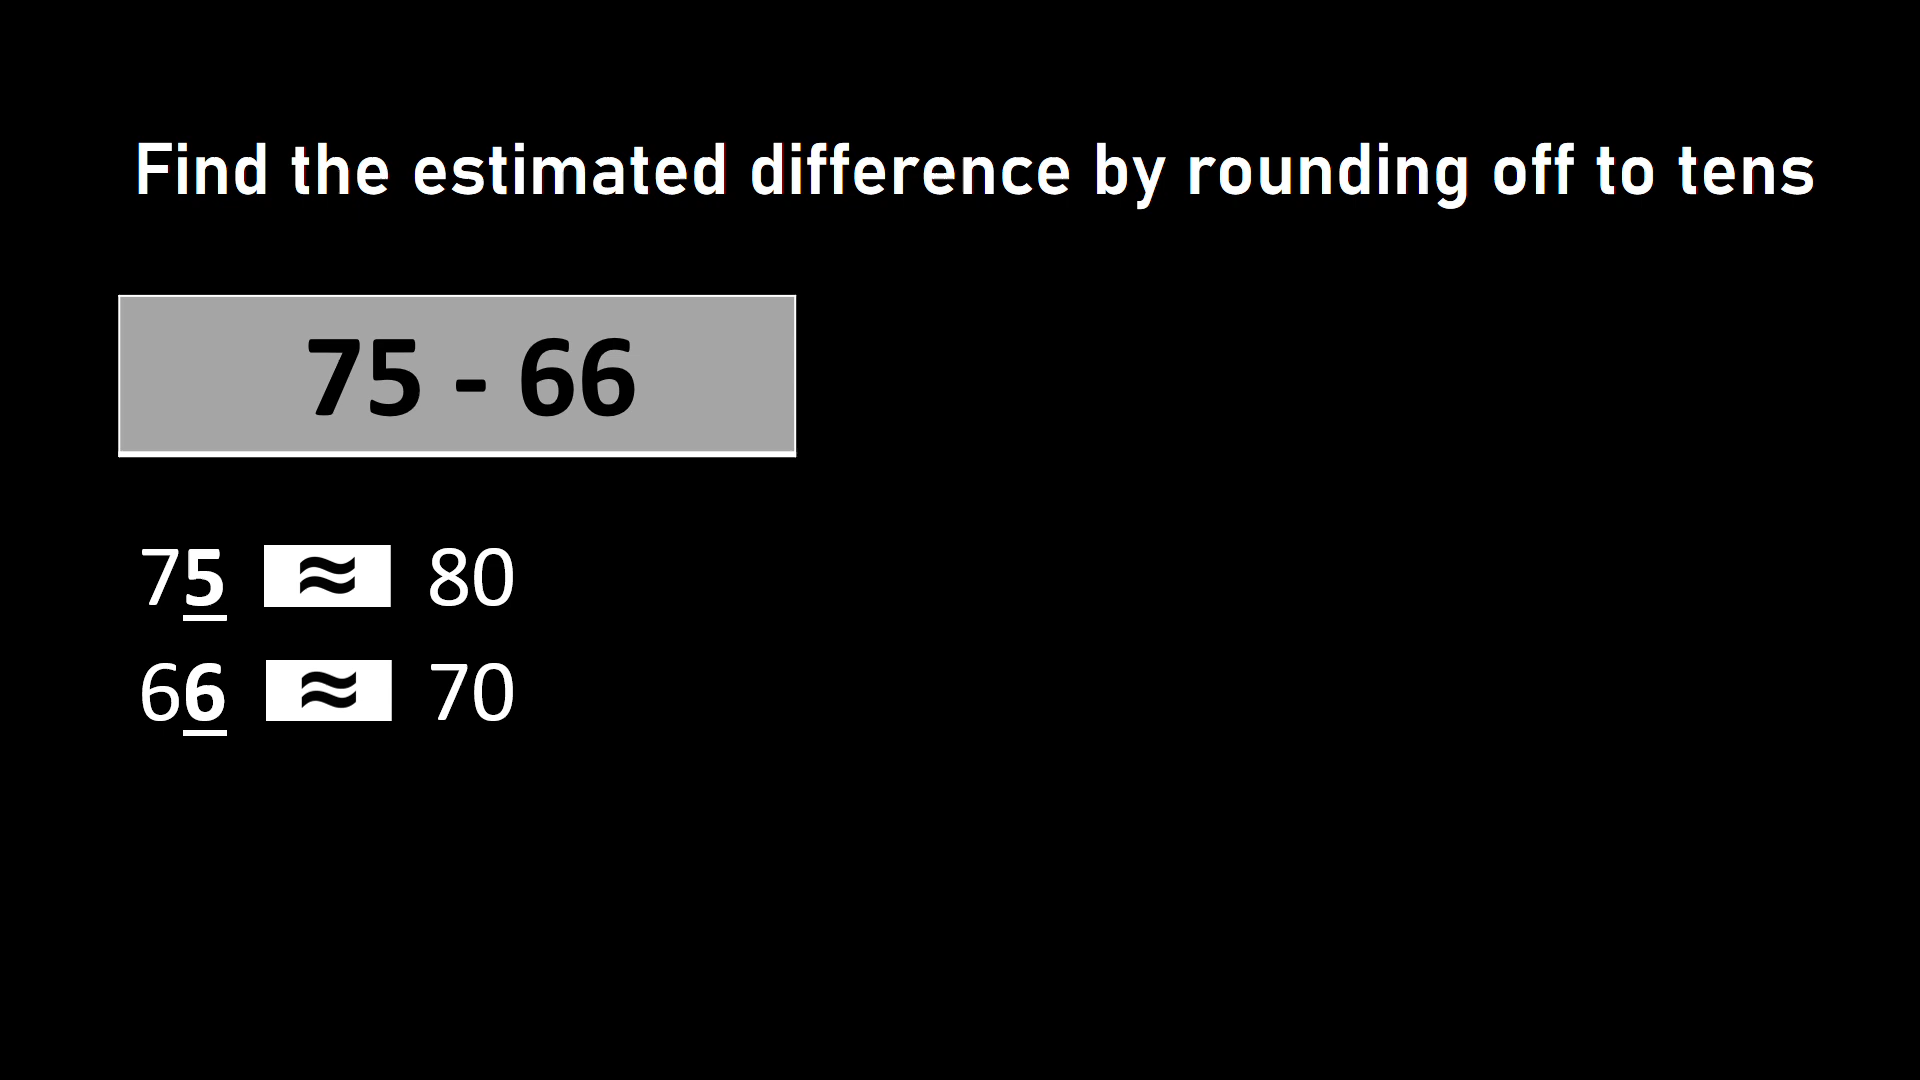 Find the estimated difference by rounding off to tens
75 - 66
75 ≈ 80
66 ≈ 70